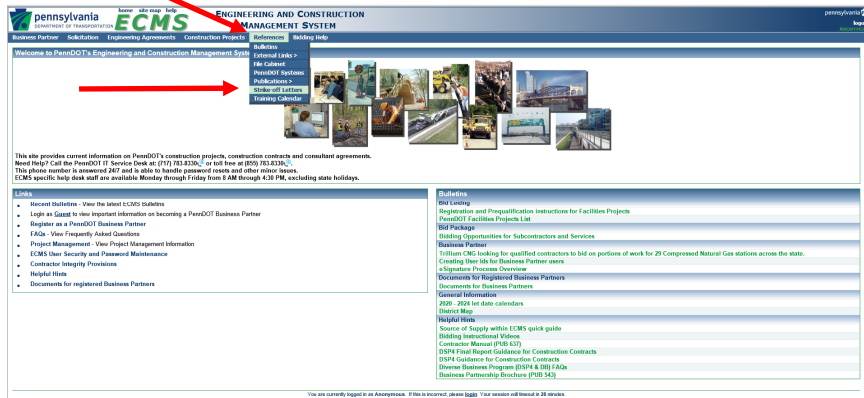 home site map help
pennsylvania
DEPARTMENT OF TRANSPORTATION
ECMS
ENGINEERING AND CONSTRUCTION
MANAGEMENT SYSTEM
pennsylvania
Business Partner Solicitation Engineering Agreements Construction Projects References Bidding Help
Bulletins
External Links >
File Cabinet
PennDOT Systems
Publications >
Strike-off Letters
Training Calendar
Welcome to PennDOT's Engineering and Construction Management Syste
This site provides current information on PennDOT's construction projects, construction contracts and consultant agreements.
Need Help? Call the PennDOT IT Service Desk at: (717) 783-8330 or toll free at (855) 783-8330.
This phone number is answered 24/7 and is able to handle password resets and other minor issues.
ECMS specific help desk staff are available Monday through Friday from 8 AM through 4:30 PM, excluding state holidays.
Links
Recent Bulletins - View the latest ECMS Bulletins
Login as Guest to view important information on becoming a PennDOT Business Partner
Register as a PennDOT Business Partner
FAQs - View Frequently Asked Questions
Project Management - View Project Management Information
ECMS User Security and Password Maintenance
Contractor Integrity Provisions
Helpful Hints
Documents for registered Business Partners
Bulletins
Bid Letting
Registration and Prequalification Instructions for Facilities Projects
PennDOT Facilities Projects List
Bid Package
Bidding Opportunities for Subcontractors and Services
Business Partner
Trillium CNG looking for qualified contractors to bid on portions of work for 29 Compressed Natural Gas stations across the state.
Creating User Ids for Business Partner users
eSignature Process Overview
Documents for Registered Business Partners
Documents for Business Partners
General Information
2020 - 2024 let date calendars
District Map
Helpful Hints
Source of Supply within ECMS quick guide
Bidding Instructional Videos
Contractor Manual (PUB 637)
DSP4 Final Report Guidance for Construction Contracts
DSP4 Guidance for Construction Contracts
Diverse Business Program (DSP4 & DB) FAQs
Business Partnership Brochure (PUB 543)
You are currently logged in as Anonymous. If this is incorrect, please login. Your session will timeout in 20 minutes.